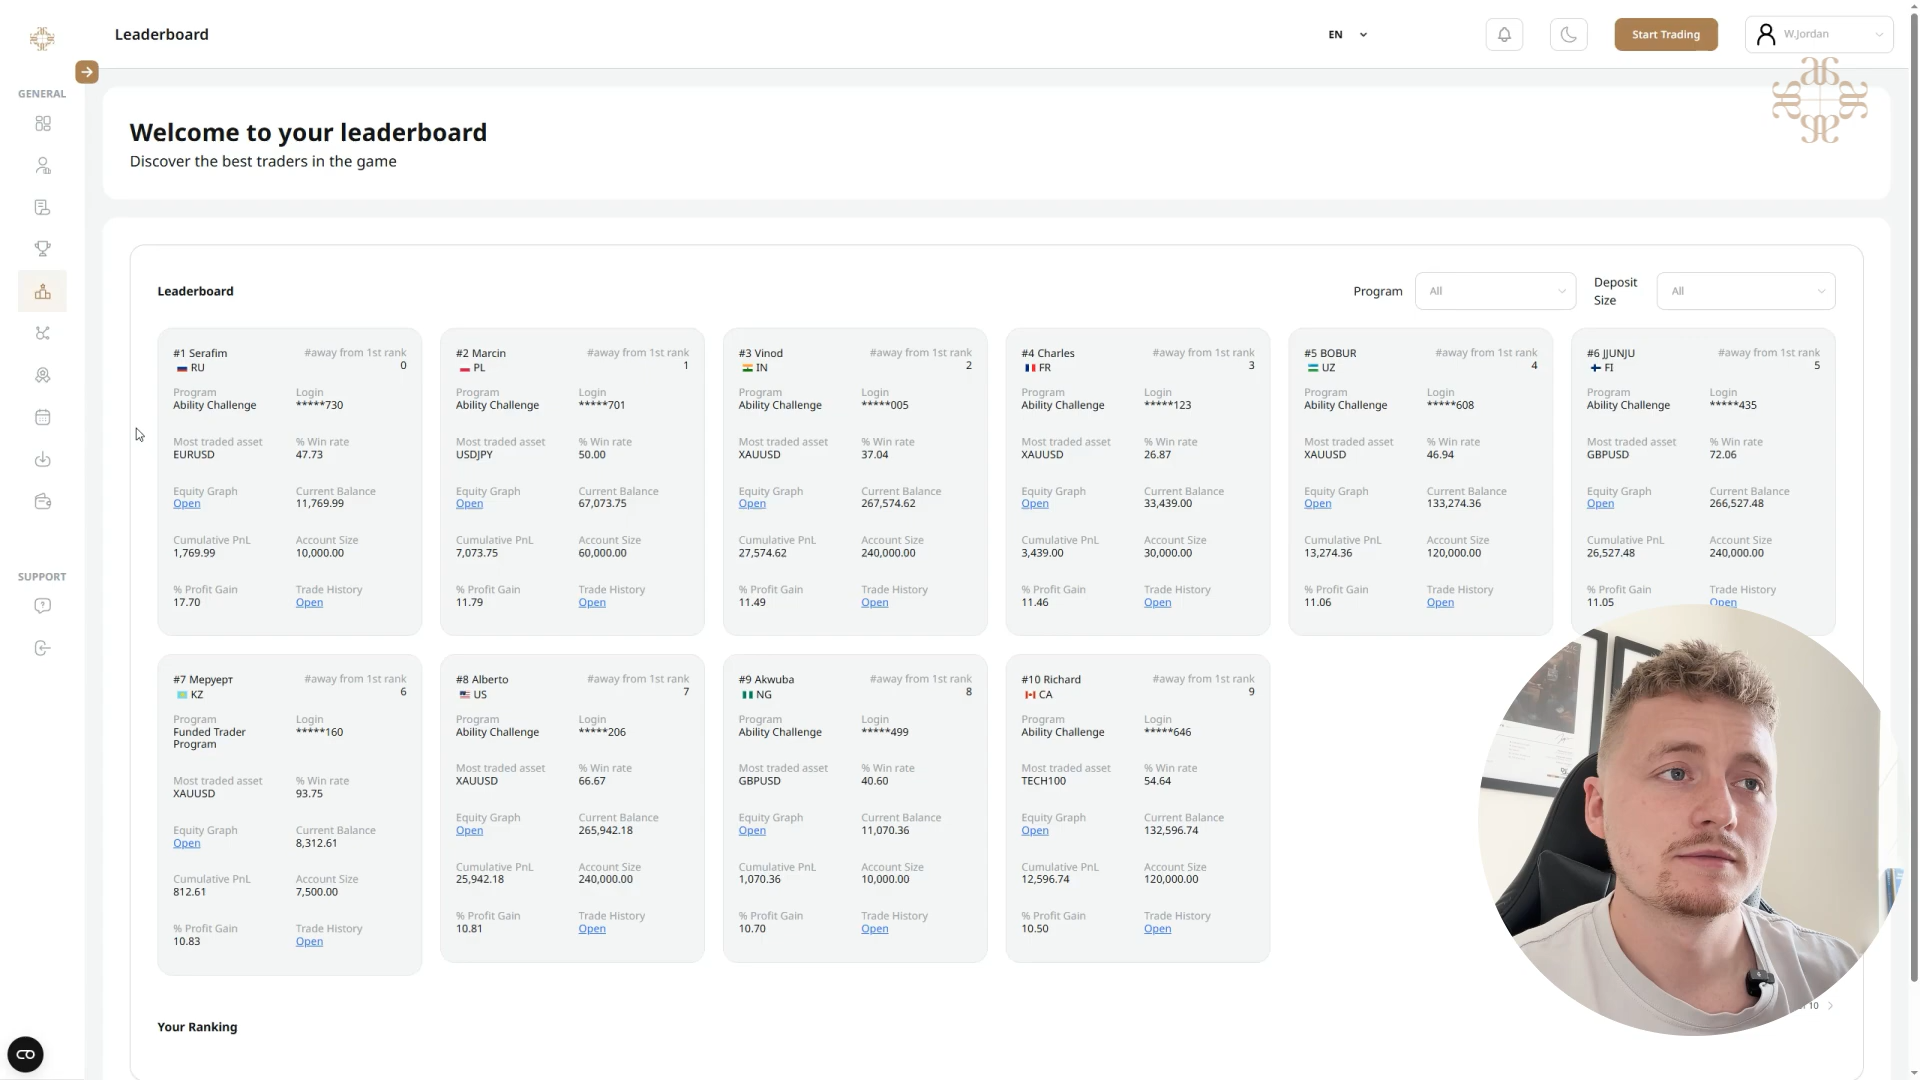 Leaderboard
EN
Start Trading
W.Jordan
GENERAL
SUPPORT
Welcome to your leaderboard
Discover the best traders in the game
Leaderboard
Program
All
Deposit
Size
All
#1 Serafim
#away from 1st rank
RU
0
Program
Login
Ability Challenge
*****730
Most traded asset
% Win rate
EURUSD
47.73
Equity Graph
Current Balance
Open
11,769.99
Cumulative PnL
Account Size
1,769.99
10,000.00
% Profit Gain
Trade History
17.70
Open
#2 Marcin
#away from 1st rank
PL
1
Program
Login
Ability Challenge
*****701
Most traded asset
% Win rate
USDJPY
50.00
Equity Graph
Current Balance
Open
67,073.75
Cumulative PnL
Account Size
7,073.75
60,000.00
% Profit Gain
Trade History
11.79
Open
#3 Vinod
#away from 1st rank
IN
2
Program
Login
Ability Challenge
*****005
Most traded asset
% Win rate
XAUUSD
37.04
Equity Graph
Current Balance
Open
267,574.62
Cumulative PnL
Account Size
27,574.62
240,000.00
% Profit Gain
Trade History
11.49
Open
#4 Charles
#away from 1st rank
FR
3
Program
Login
Ability Challenge
*****123
Most traded asset
% Win rate
XAUUSD
26.87
Equity Graph
Current Balance
Open
33,439.00
Cumulative PnL
Account Size
3,439.00
30,000.00
% Profit Gain
Trade History
11.46
Open
#5 BOBUR
#away from 1st rank
UZ
4
Program
Login
Ability Challenge
*****608
Most traded asset
% Win rate
XAUUSD
46.94
Equity Graph
Current Balance
Open
133,274.36
Cumulative PnL
Account Size
13,274.36
120,000.00
% Profit Gain
Trade History
11.06
Open
#6 JJUNJU
#away from 1st rank
FI
5
Program
Login
Ability Challenge
*****435
Most traded asset
% Win rate
GBPUSD
72.06
Equity Graph
Current Balance
Open
266,527.48
Cumulative PnL
Account Size
26,527.48
240,000.00
% Profit Gain
Trade History
11.05
Open
#7 Меруерт
#away from 1st rank
KZ
6
Program
Login
Funded Trader
Program
*****160
Most traded asset
% Win rate
XAUUSD
93.75
Equity Graph
Current Balance
Open
8,312.61
Cumulative PnL
Account Size
812.61
7,500.00
% Profit Gain
Trade History
10.83
Open
#8 Alberto
#away from 1st rank
US
7
Program
Login
Ability Challenge
*****206
Most traded asset
% Win rate
XAUUSD
66.67
Equity Graph
Current Balance
Open
265,942.18
Cumulative PnL
Account Size
25,942.18
240,000.00
% Profit Gain
Trade History
10.81
Open
#9 Akwuba
#away from 1st rank
NG
8
Program
Login
Ability Challenge
*****499
Most traded asset
% Win rate
GBPUSD
40.60
Equity Graph
Current Balance
Open
11,070.36
Cumulative PnL
Account Size
1,070.36
10,000.00
% Profit Gain
Trade History
10.70
Open
#10 Richard
#away from 1st rank
CA
9
Program
Login
Ability Challenge
*****646
Most traded asset
% Win rate
TECH100
54.64
Equity Graph
Current Balance
Open
132,596.74
Cumulative PnL
Account Size
12,596.74
120,000.00
% Profit Gain
Trade History
10.50
Open
10
Your Ranking